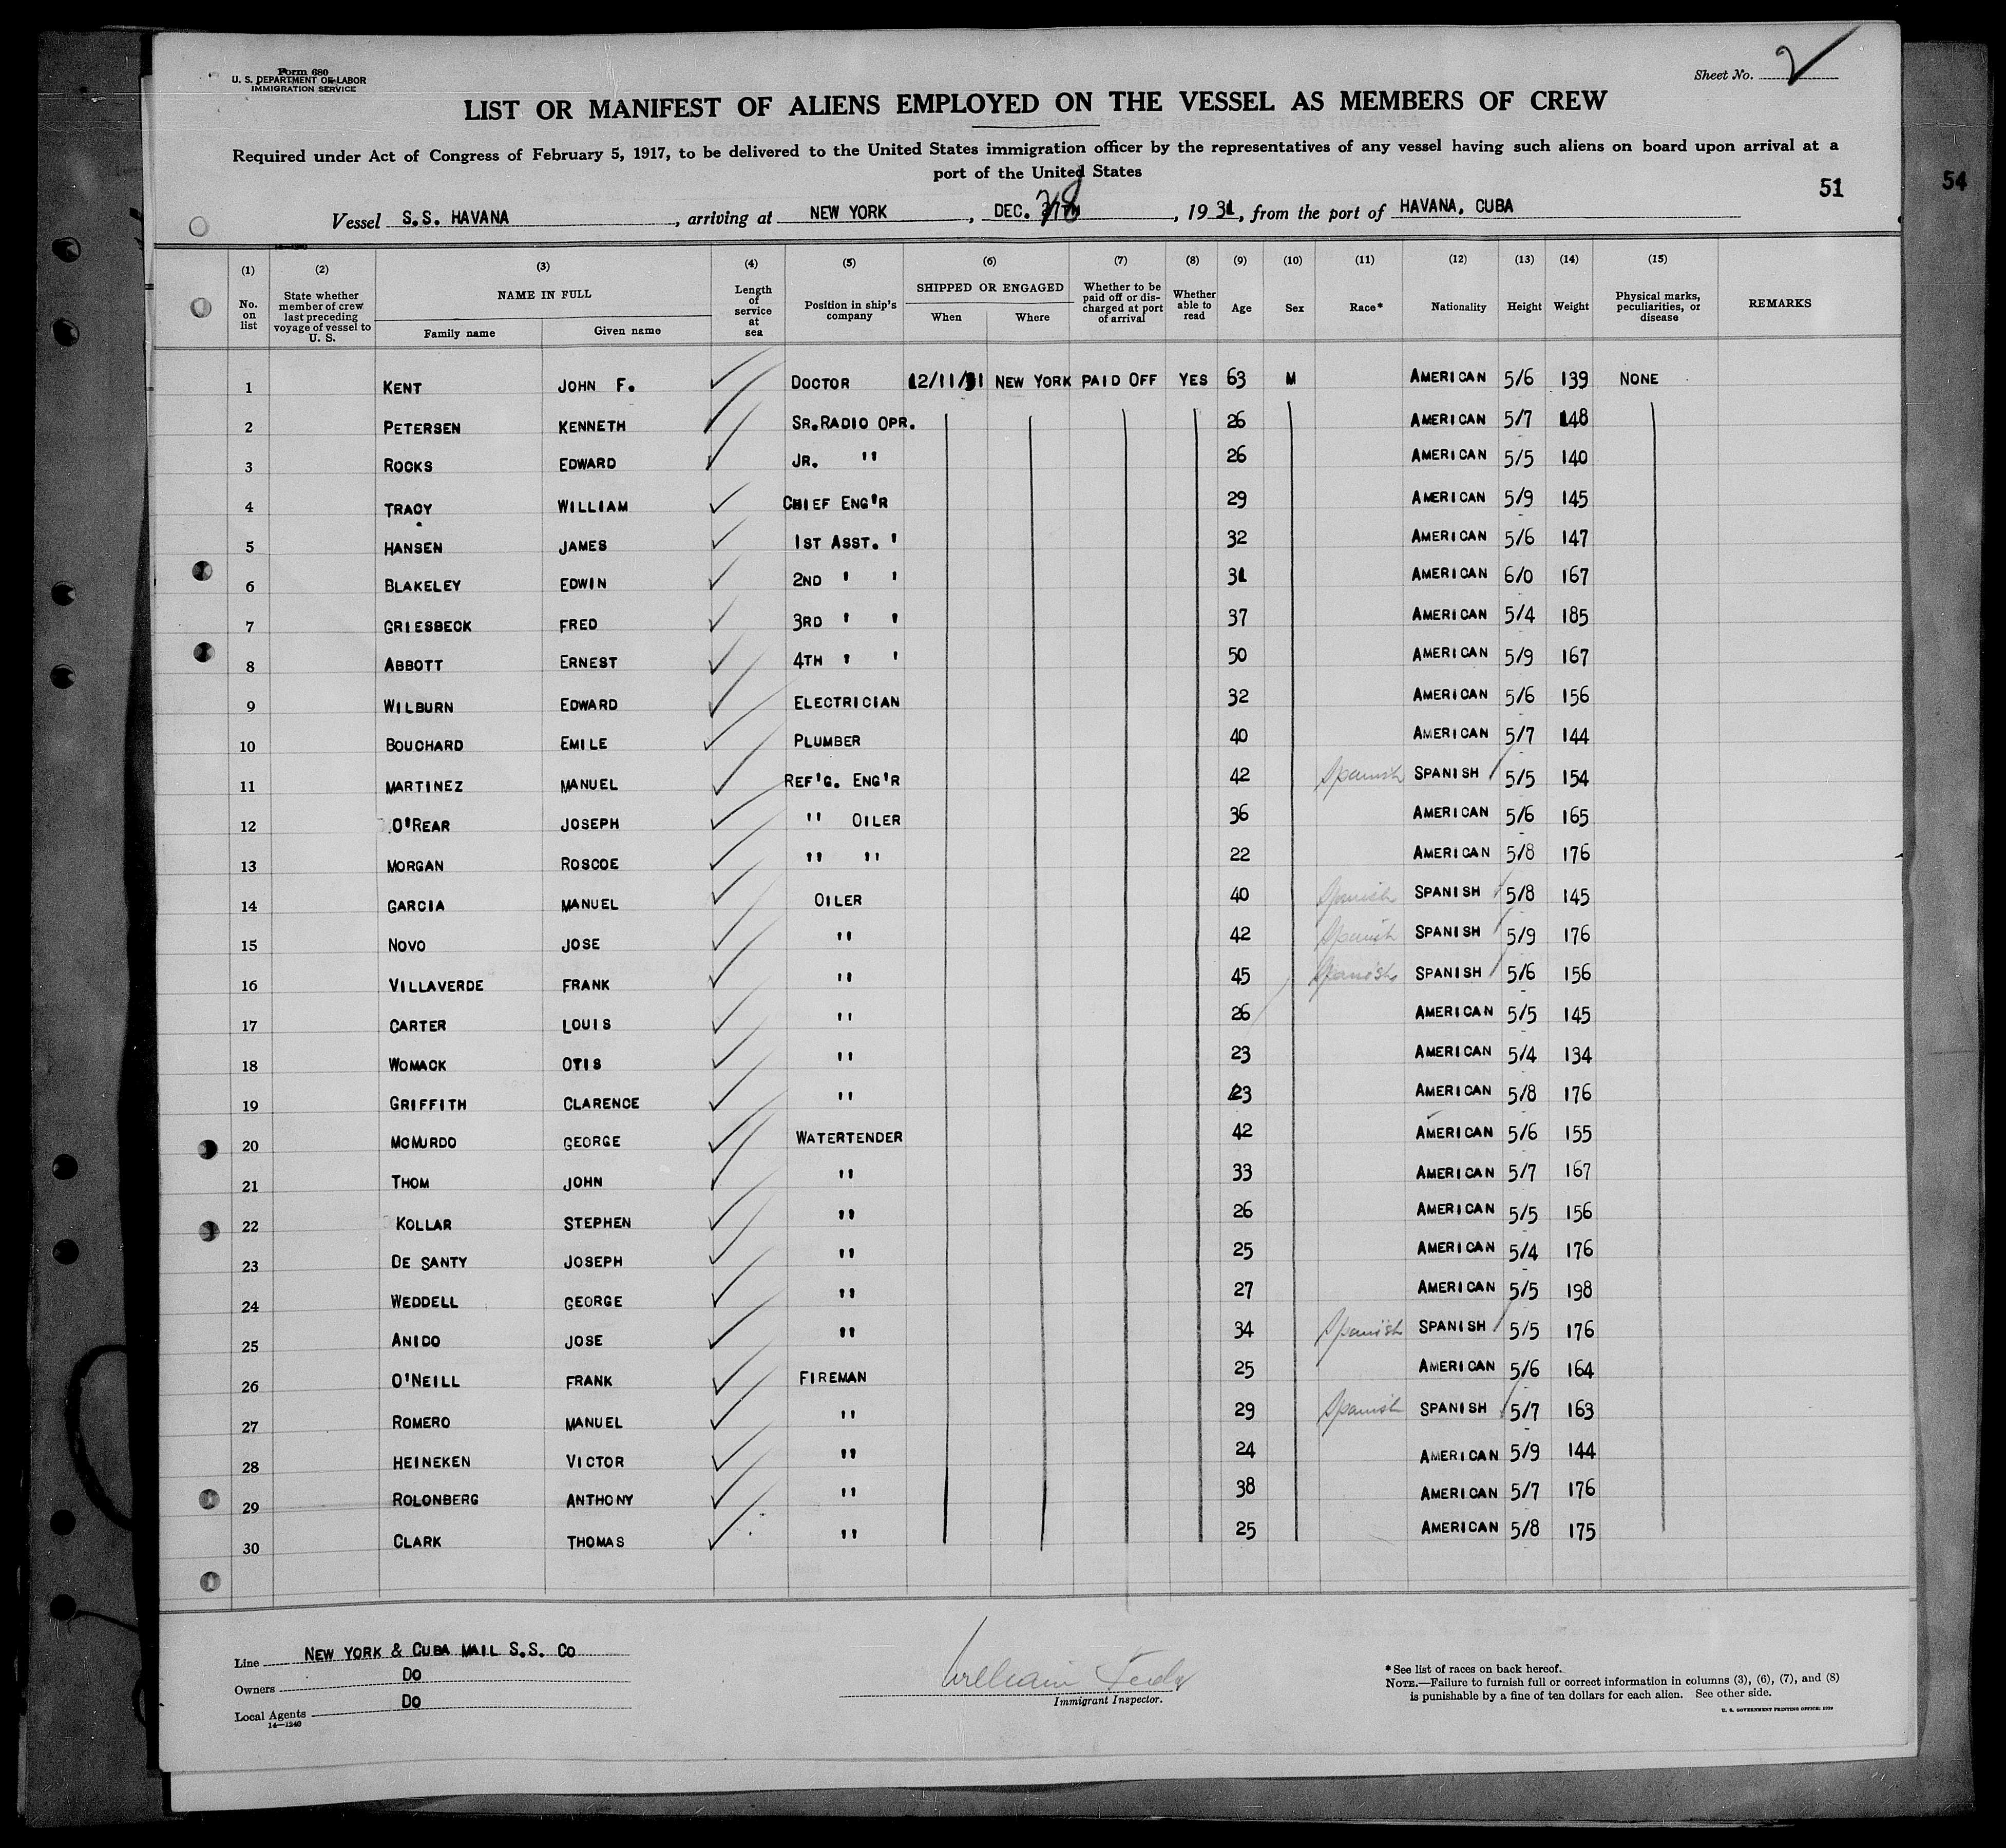 Form 680
U. S. DEPARTMENT OF LABOR
IMMIGRATION SERVICE
Sheet No. 2
LIST OR MANIFEST OF ALIENS EMPLOYED ON THE VESSEL AS MEMBERS OF CREW
Required under Act of Congress of February 5, 1917, to be delivered to the United States immigration officer by the representatives of any vessel having such aliens on board upon arrival at a
port of the United States
51
54
Vessel S.S. HAVANA, arriving at NEW YORK, DEC. 28, 1931, from the port of HAVANA, CUBA
(1) No. on list (2) State whether member of crew last preceding voyage of vessel to U. S. (3) NAME IN FULL Family name Given name (4) Length of service at sea (5) Position in ship's company (6) SHIPPED OR ENGAGED When Where (7) Whether to be paid off or discharged at port of arrival (8) Whether able to read (9) Age (10) Sex (11) Race* (12) Nationality (13) Height (14) Weight (15) Physical marks, peculiarities, or disease REMARKS
1 KENT JOHN F. DOCTOR 12/11/31 NEW YORK PAID OFF YES 63 M AMERICAN 5/6 139 NONE
2 PETERSEN KENNETH SR.RADIO OPR. 26 AMERICAN 5/7 148
3 ROCKS EDWARD JR. " 26 AMERICAN 5/5 140
4 TRACY WILLIAM CHIEF ENG'R 29 AMERICAN 5/9 145
5 HANSEN JAMES 1ST ASST. ' 32 AMERICAN 5/6 147
6 BLAKELEY EDWIN 2ND ' ' 31 AMERICAN 6/0 167
7 GRIESBECK FRED 3RD ' ' 37 AMERICAN 5/4 185
8 ABBOTT ERNEST 4TH ' ' 50 AMERICAN 5/9 167
9 WILBURN EDWARD ELECTRICIAN 32 AMERICAN 5/6 156
10 BOUCHARD EMILE PLUMBER 40 AMERICAN 5/7 144
11 MARTINEZ MANUEL REF'G. ENG'R 42 Spanish SPANISH 5/5 154
12 O'REAR JOSEPH " OILER 36 AMERICAN 5/6 165
13 MORGAN ROSCOE " " 22 AMERICAN 5/8 176
14 GARCIA MANUEL OILER 40 Spanish SPANISH 5/8 145
15 NOVO JOSE " 42 Spanish SPANISH 5/9 176
16 VILLAVERDE FRANK " 45 Spanish SPANISH 5/6 156
17 CARTER LOUIS " 26 AMERICAN 5/5 145
18 WOMACK OTIS " 23 AMERICAN 5/4 134
19 GRIFFITH CLARENCE " 23 AMERICAN 5/8 176
20 MCMURDO GEORGE WATERTENDER 42 AMERICAN 5/6 155
21 THOM JOHN " 33 AMERICAN 5/7 167
22 KOLLAR STEPHEN " 26 AMERICAN 5/5 156
23 DE SANTY JOSEPH " 25 AMERICAN 5/4 176
24 WEDDELL GEORGE " 27 AMERICAN 5/5 198
25 ANIDO JOSE " 34 Spanish SPANISH 5/5 176
26 O'NEILL FRANK FIREMAN 25 AMERICAN 5/6 164
27 ROMERO MANUEL " 29 Spanish SPANISH 5/7 163
28 HEINEKEN VICTOR " 24 AMERICAN 5/9 144
29 ROLONBERG ANTHONY " 38 AMERICAN 5/7 176
30 CLARK THOMAS " 25 AMERICAN 5/8 175
Line NEW YORK & CUBA MAIL S.S. CO
Owners DO
Local Agents DO
14—1240
William
Immigrant Inspector.
*See list of races on back hereof.
NOTE.—Failure to furnish full or correct information in columns (3), (6), (7), and (8)
is punishable by a fine of ten dollars for each alien. See other side.
U. S. GOVERNMENT PRINTING OFFICE: